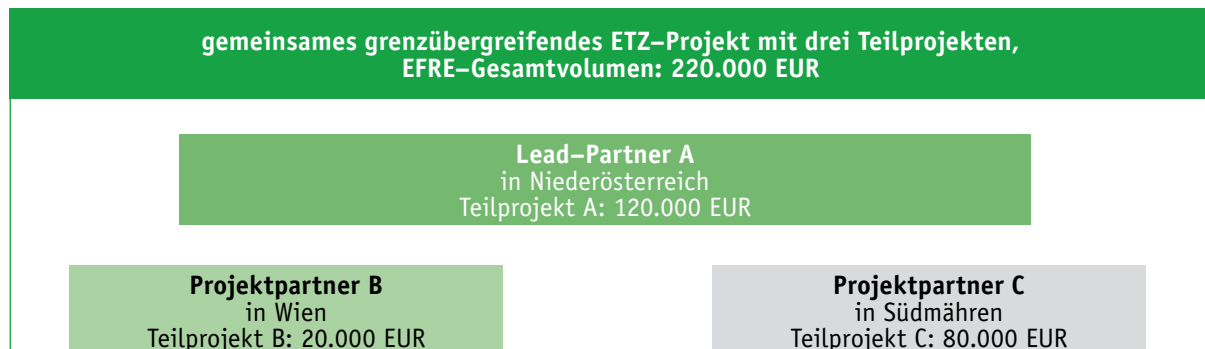 gemeinsames grenzübergreifendes ETZ–Projekt mit drei Teilprojekten,
EFRE–Gesamtvolumen: 220.000 EUR
Lead–Partner A
in Niederösterreich
Teilprojekt A: 120.000 EUR
Projektpartner B
in Wien
Teilprojekt B: 20.000 EUR
Projektpartner C
in Südmähren
Teilprojekt C: 80.000 EUR